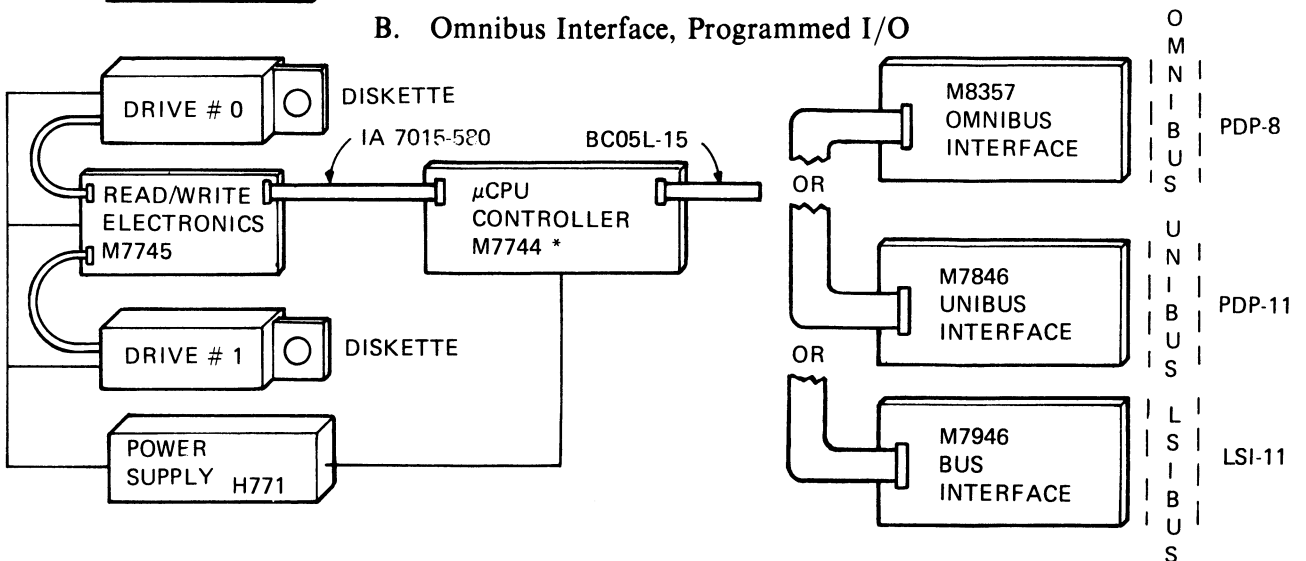 B. Omnibus Interface, Programmed I/O
DRIVE # 0
DISKETTE
IA 7015-580
BC05L-15
READ/WRITE
ELECTRONICS
M7745
μCPU
CONTROLLER
M7744 *
DRIVE # 1
DISKETTE
POWER
SUPPLY H771
OR
OR
M8357
OMNIBUS
INTERFACE
OMNIBUS
PDP-8
M7846
UNIBUS
INTERFACE
UNIBUS
PDP-11
M7946
BUS
INTERFACE
LSI BUS
LSI-11